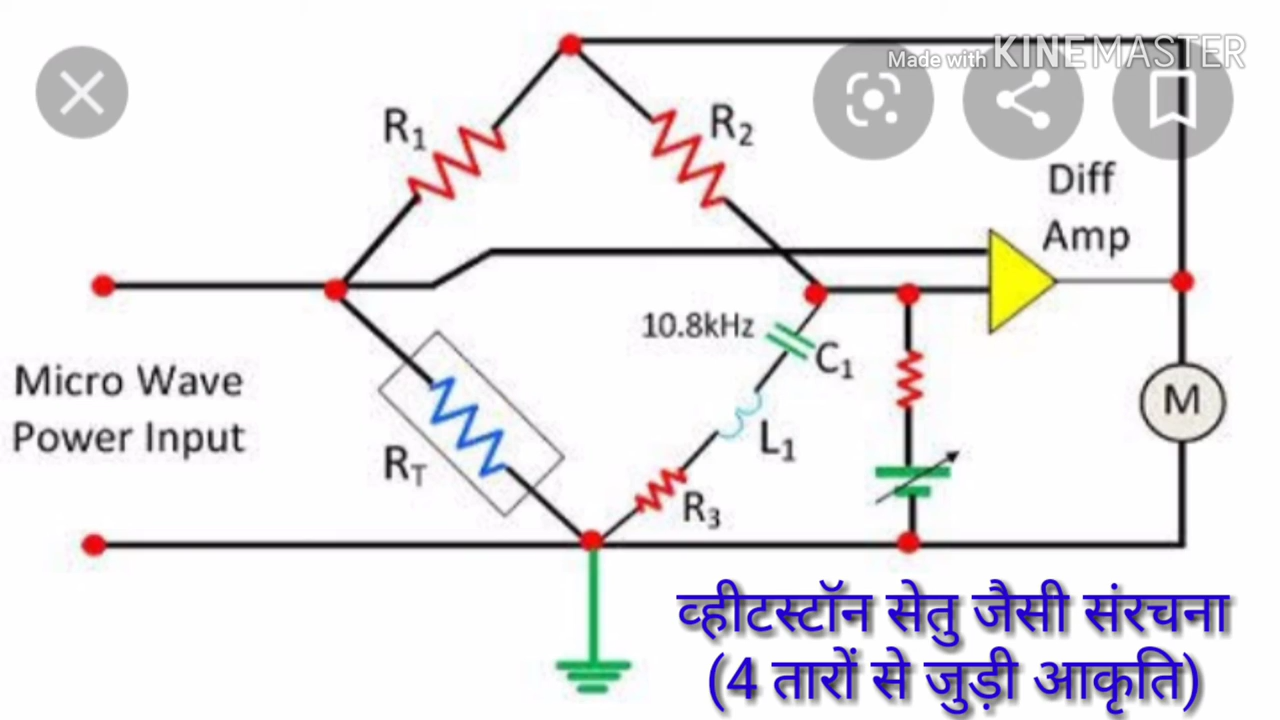 Made with KINEMASTER
R1
R2
Diff
Amp
10.8kHz
C1
Micro Wave
Power Input
L1
M
RT
R3
व्हीटस्टॉन सेतु जैसी संरचना
(4 तारों से जुड़ी आकृति)